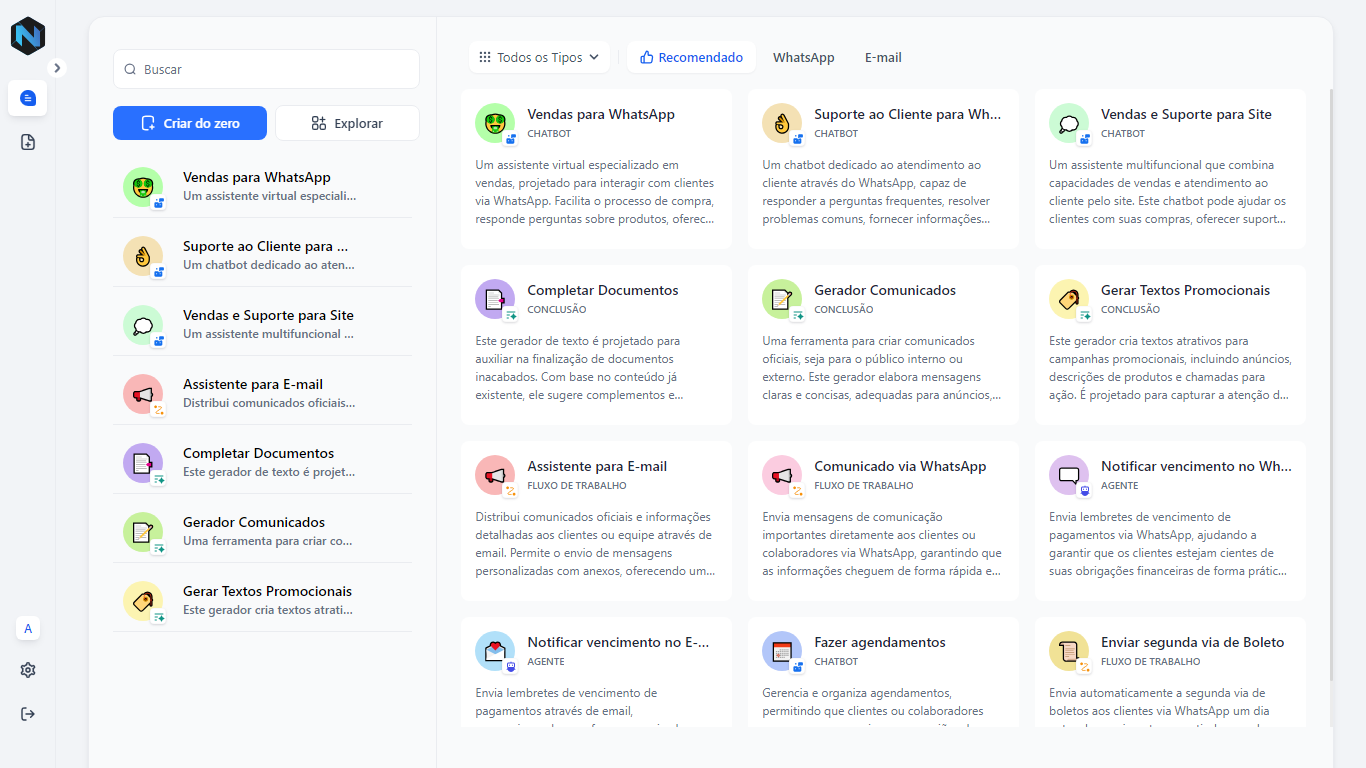 Buscar
Criar do zero
Explorar
Vendas para WhatsApp
Um assistente virtual especiali...
Suporte ao Cliente para ...
Um chatbot dedicado ao aten...
Vendas e Suporte para Site
Um assistente multifuncional ...
Assistente para E-mail
Distribui comunicados oficiais...
Completar Documentos
Este gerador de texto é projet...
Gerador Comunicados
Uma ferramenta para criar co...
Gerar Textos Promocionais
Este gerador cria textos atrati...
A
Todos os Tipos
Recomendado
WhatsApp
E-mail
Vendas para WhatsApp
CHATBOT
Um assistente virtual especializado em
vendas, projetado para interagir com clientes
via WhatsApp. Facilita o processo de compra,
responde perguntas sobre produtos, oferec...
Suporte ao Cliente para Wh...
CHATBOT
Um chatbot dedicado ao atendimento ao
cliente através do WhatsApp, capaz de
responder a perguntas frequentes, resolver
problemas comuns, fornecer informações...
Vendas e Suporte para Site
CHATBOT
Um assistente multifuncional que combina
capacidades de vendas e atendimento ao
cliente pelo site. Este chatbot pode ajudar os
clientes com suas compras, oferecer suport...
Completar Documentos
CONCLUSÃO
Este gerador de texto é projetado para
auxiliar na finalização de documentos
inacabados. Com base no conteúdo já
existente, ele sugere complementos e...
Gerador Comunicados
CONCLUSÃO
Uma ferramenta para criar comunicados
oficiais, seja para o público interno ou
externo. Este gerador elabora mensagens
claras e concisas, adequadas para anúncios,...
Gerar Textos Promocionais
CONCLUSÃO
Este gerador cria textos atrativos para
campanhas promocionais, incluindo anúncios,
descrições de produtos e chamadas para
ação. É projetado para capturar a atenção d...
Assistente para E-mail
FLUXO DE TRABALHO
Distribui comunicados oficiais e informações
detalhadas aos clientes ou equipe através de
email. Permite o envio de mensagens
personalizadas com anexos, oferecendo um...
Comunicado via WhatsApp
FLUXO DE TRABALHO
Envia mensagens de comunicação
importantes diretamente aos clientes ou
colaboradores via WhatsApp, garantindo que
as informações cheguem de forma rápida e...
Notificar vencimento no Wh...
AGENTE
Envia lembretes de vencimento de
pagamentos via WhatsApp, ajudando a
garantir que os clientes estejam cientes de
suas obrigações financeiras de forma prátic...
Notificar vencimento no E-...
AGENTE
Envia lembretes de vencimento de
pagamentos através de email,
Fazer agendamentos
CHATBOT
Gerencia e organiza agendamentos,
permitindo que clientes ou colaboradores
Enviar segunda via de Boleto
FLUXO DE TRABALHO
Envia automaticamente a segunda via de
boletos aos clientes via WhatsApp um dia